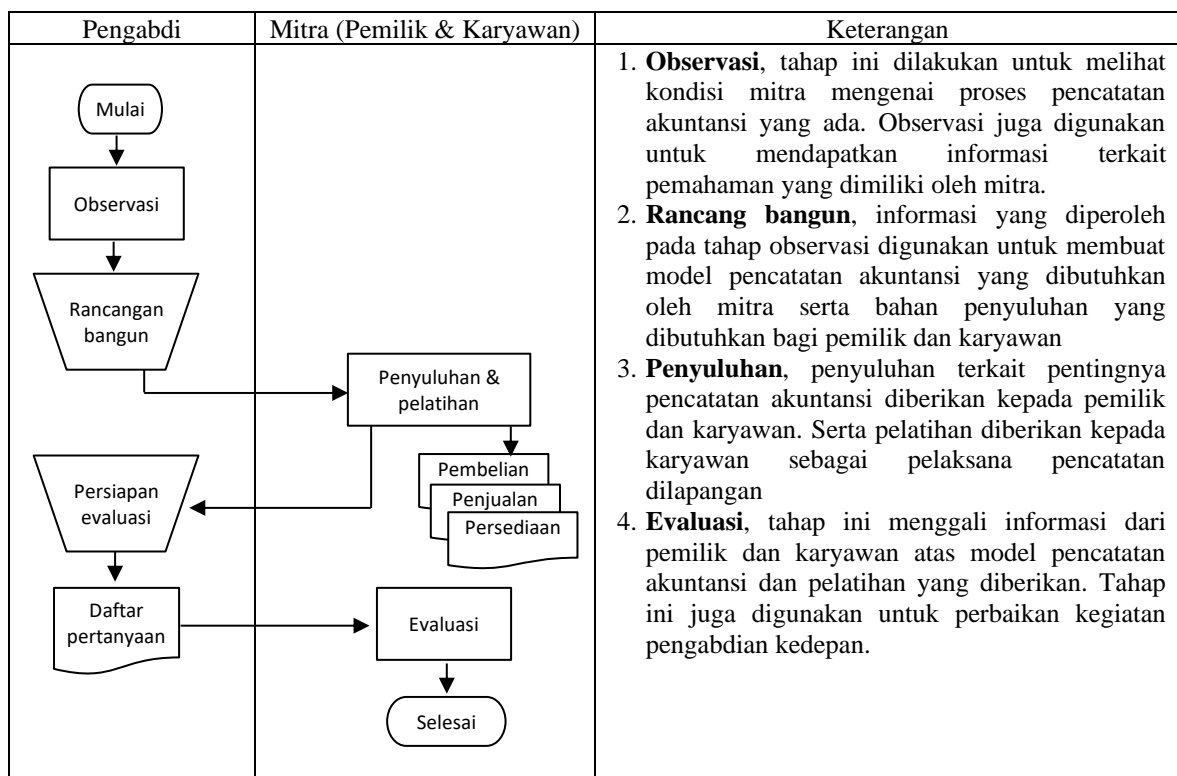 Pengabdi
Mitra (Pemilik & Karyawan)
Keterangan
Mulai
Observasi
Rancangan
bangun
Penyuluhan &
pelatihan
Pembelian
Penjualan
Persediaan
Persiapan
evaluasi
Daftar
pertanyaan
Evaluasi
Selesai
1. Observasi, tahap ini dilakukan untuk melihat
kondisi mitra mengenai proses pencatatan
akuntansi yang ada. Observasi juga digunakan
untuk mendapatkan informasi terkait
pemahaman yang dimiliki oleh mitra.
2. Rancang bangun, informasi yang diperoleh
pada tahap observasi digunakan untuk membuat
model pencatatan akuntansi yang dibutuhkan
oleh mitra serta bahan penyuluhan yang
dibutuhkan bagi pemilik dan karyawan
3. Penyuluhan, penyuluhan terkait pentingnya
pencatatan akuntansi diberikan kepada pemilik
dan karyawan. Serta pelatihan diberikan kepada
karyawan sebagai pelaksana pencatatan
dilapangan
4. Evaluasi, tahap ini menggali informasi dari
pemilik dan karyawan atas model pencatatan
akuntansi dan pelatihan yang diberikan. Tahap
ini juga digunakan untuk perbaikan kegiatan
pengabdian kedepan.